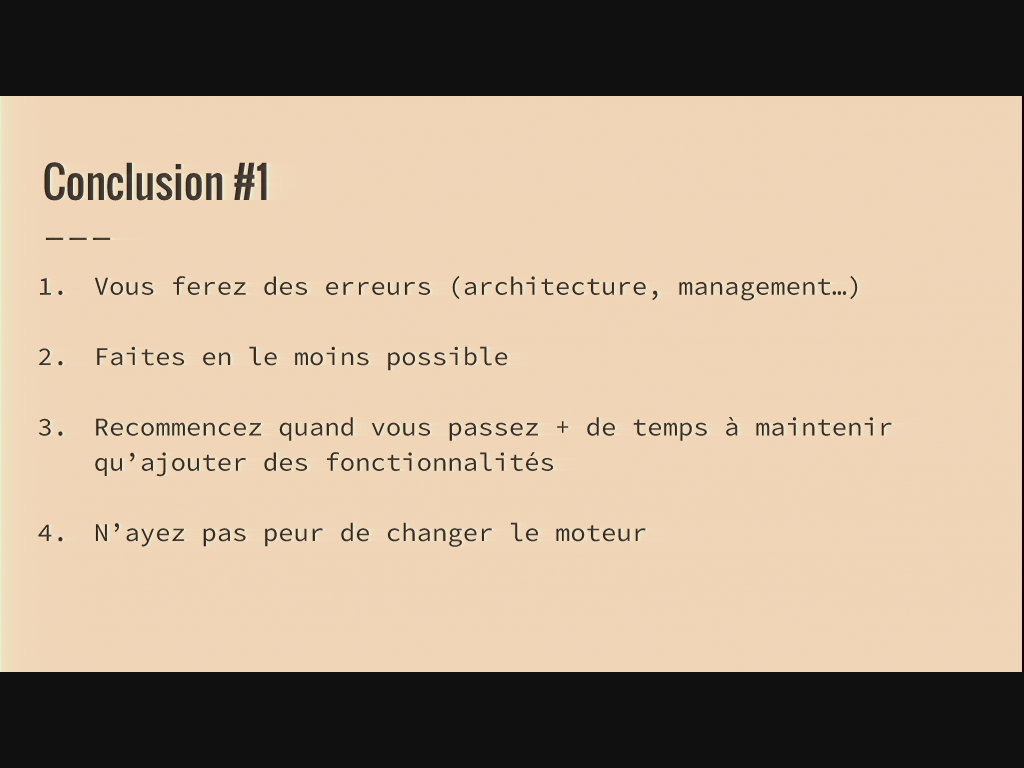 Conclusion #1
1. Vous ferez des erreurs (architecture, management…)
2. Faites en le moins possible
3. Recommencez quand vous passez + de temps à maintenir
qu’ajouter des fonctionnalités
4. N’ayez pas peur de changer le moteur